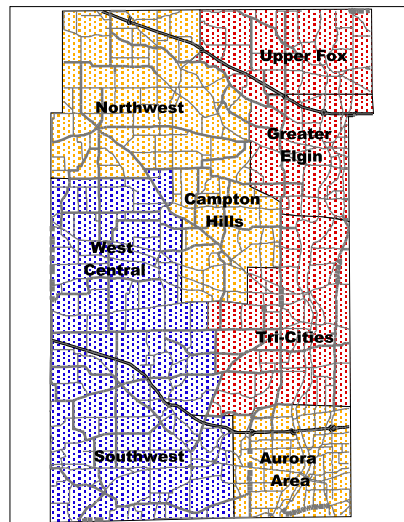 Upper Fox
Northwest
Greater
Elgin
Campton
Hills
West
Central
Tri-Cities
Southwest
Aurora
Area